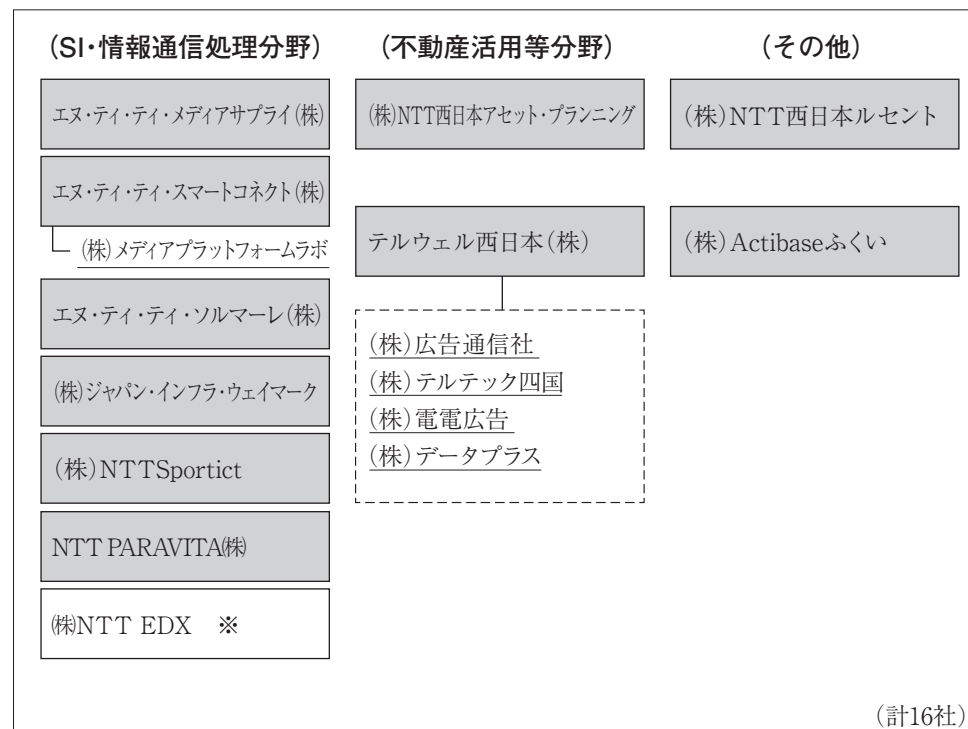 (SI・情報通信処理分野)
エヌ・ティ・ティ・メディアサプライ(株)
エヌ・ティ・ティ・スマートコネクト(株)
(株)メディアプラットフォームラボ
エヌ・ティ・ティ・ソルマーレ(株)
(株)ジャパン・インフラ・ウェイマーク
(株)NTTSportict
NTT PARAVITA㈱
㈱NTT EDX ※
(不動産活用等分野)
(株)NTT西日本アセット・プランニング
テルウェル西日本(株)
(株)広告通信社
(株)テルテック四国
(株)電電広告
(株)データプラス
(その他)
(株)NTT西日本ルセント
(株)Actibaseふくい
(計16社)